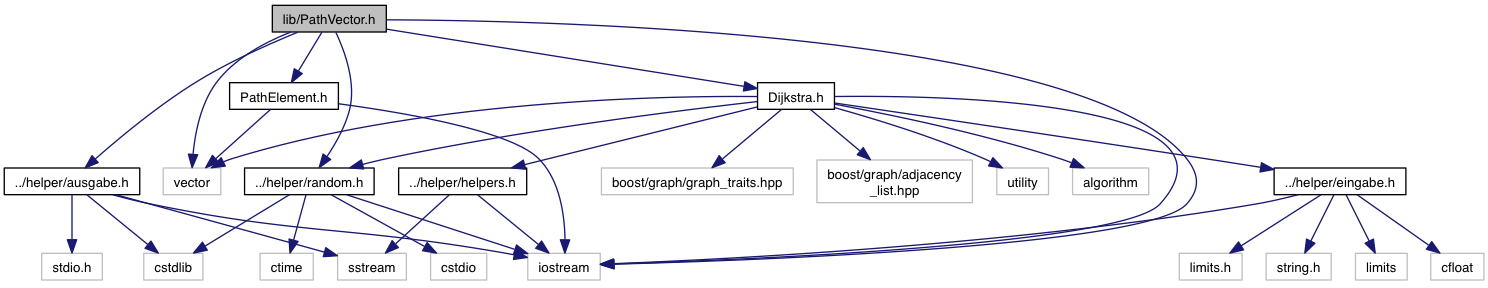 lib/PathVector.h
PathElement.h
Dijkstra.h
../helper/ausgabe.h
vector
../helper/random.h
../helper/helpers.h
boost/graph/graph_traits.hpp
boost/graph/adjacency
_list.hpp
utility
algorithm
../helper/eingabe.h
stdio.h
cstdlib
ctime
sstream
cstdio
iostream
limits.h
string.h
limits
cfloat